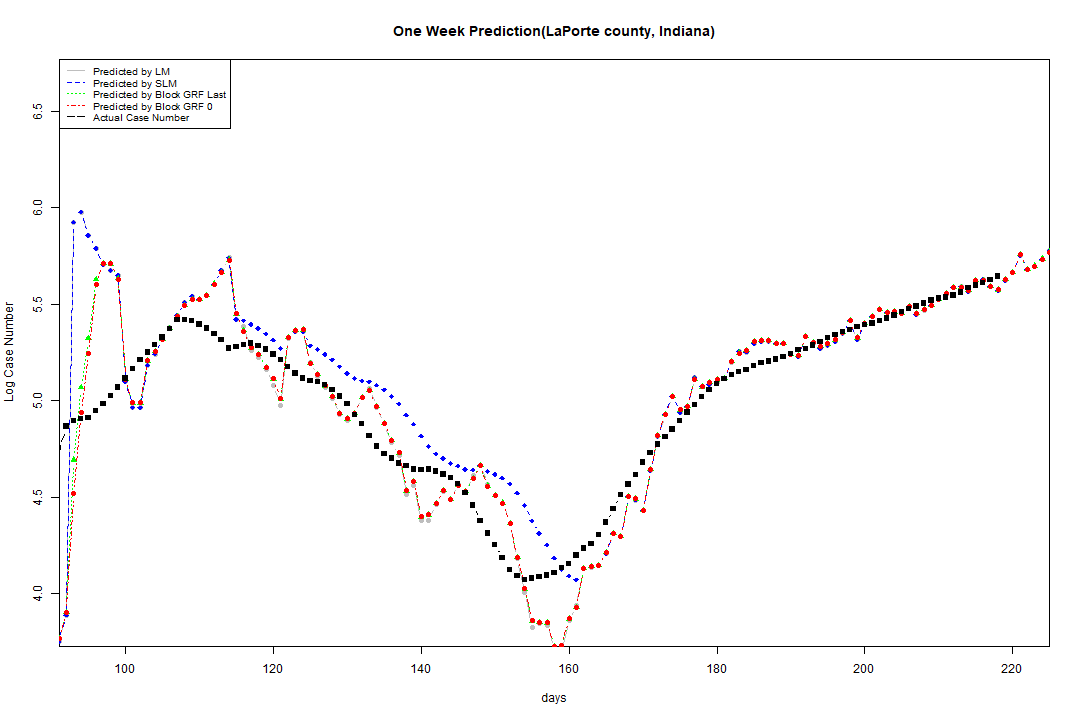 One Week Prediction(LaPorte county, Indiana)
Predicted by LM
Predicted by SLM
Predicted by Block GRF Last
Predicted by Block GRF 0
Actual Case Number
6.5
6.0
5.5
5.0
4.5
4.0
Log Case Number
100 120 140 160 180 200 220
days